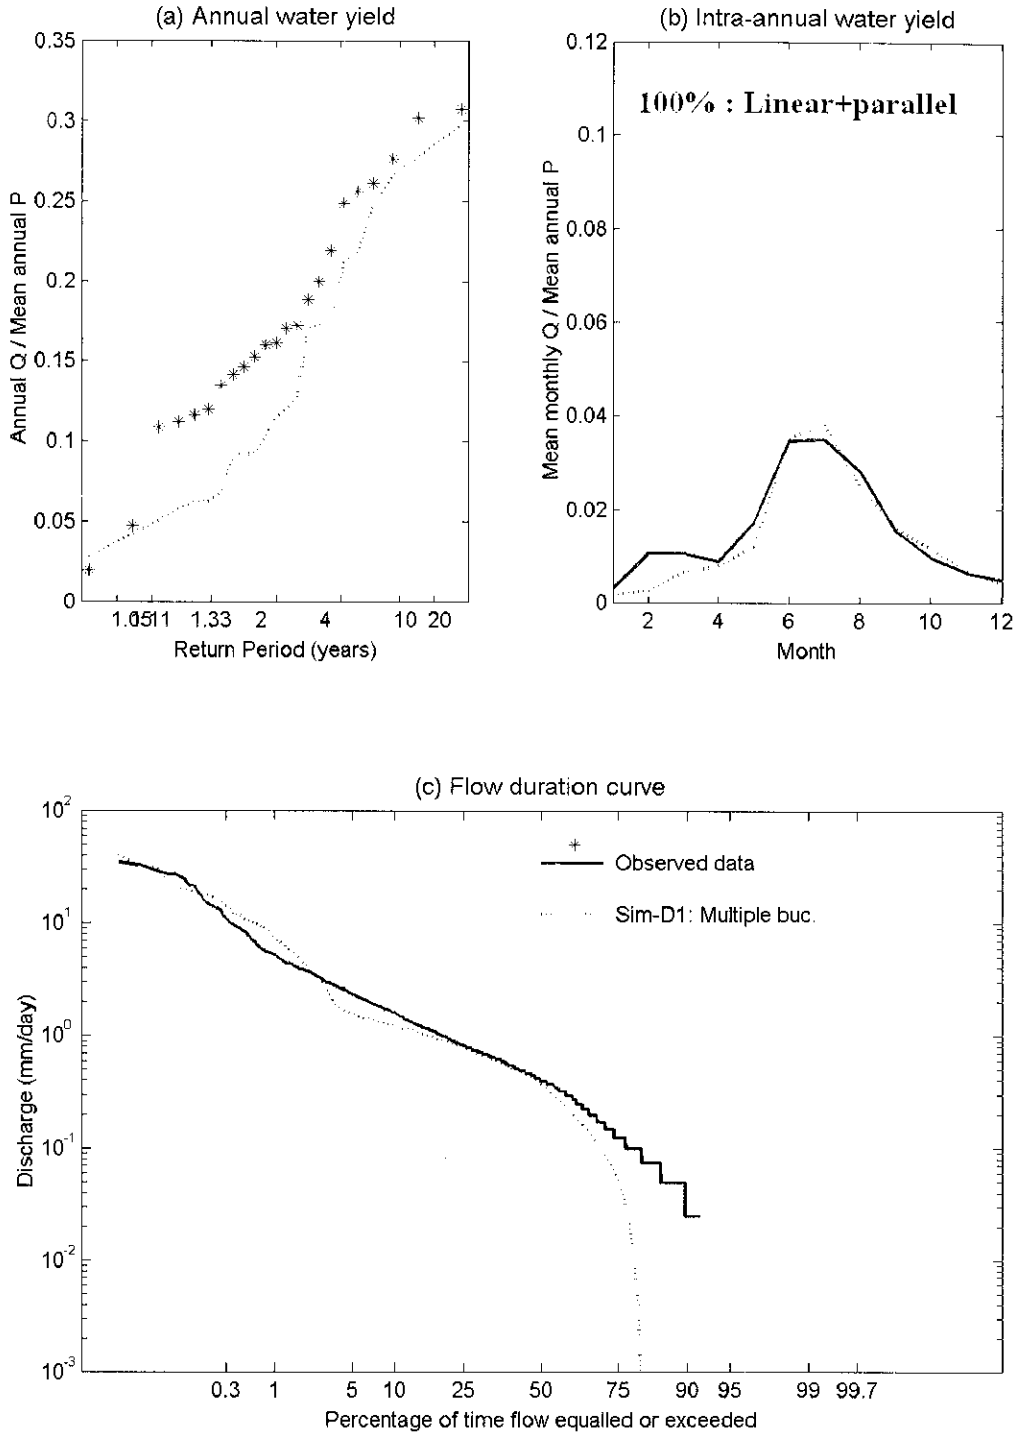 (a) Annual water yield
0.35
0.3
0.25
0.2
0.15
0.1
0.05
0
Annual Q / Mean annual P
1.05 1.11 1.33 2 4 10 20
Return Period (years)
(b) Intra-annual water yield
0.12
0.1
0.08
0.06
0.04
0.02
0
Mean monthly Q / Mean annual P
100% : Linear+parallel
2 4 6 8 10 12
Month
(c) Flow duration curve
10^2
10^1
10^0
10^-1
10^-2
10^-3
Discharge (mm/day)
Observed data
Sim-D1: Multiple buc.
0.3 1 5 10 25 50 75 90 95 99 99.7
Percentage of time flow equalled or exceeded